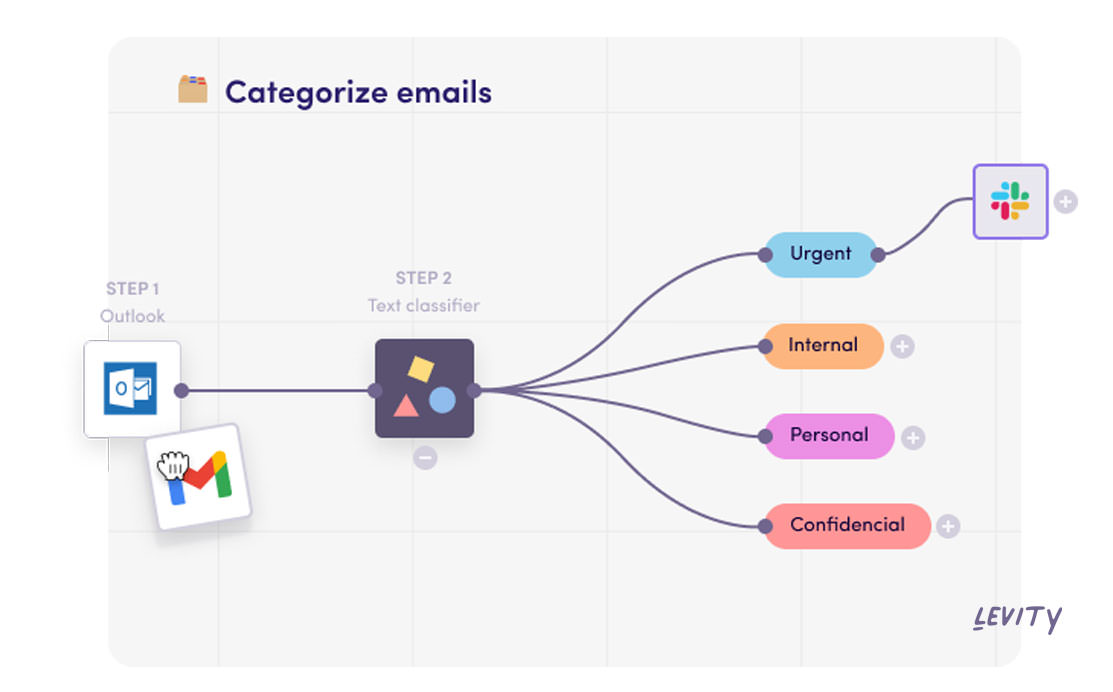 Categorize emails
STEP 1
Outlook
STEP 2
Text classifier
Urgent
Internal
Personal
Confidencial
LEVITY